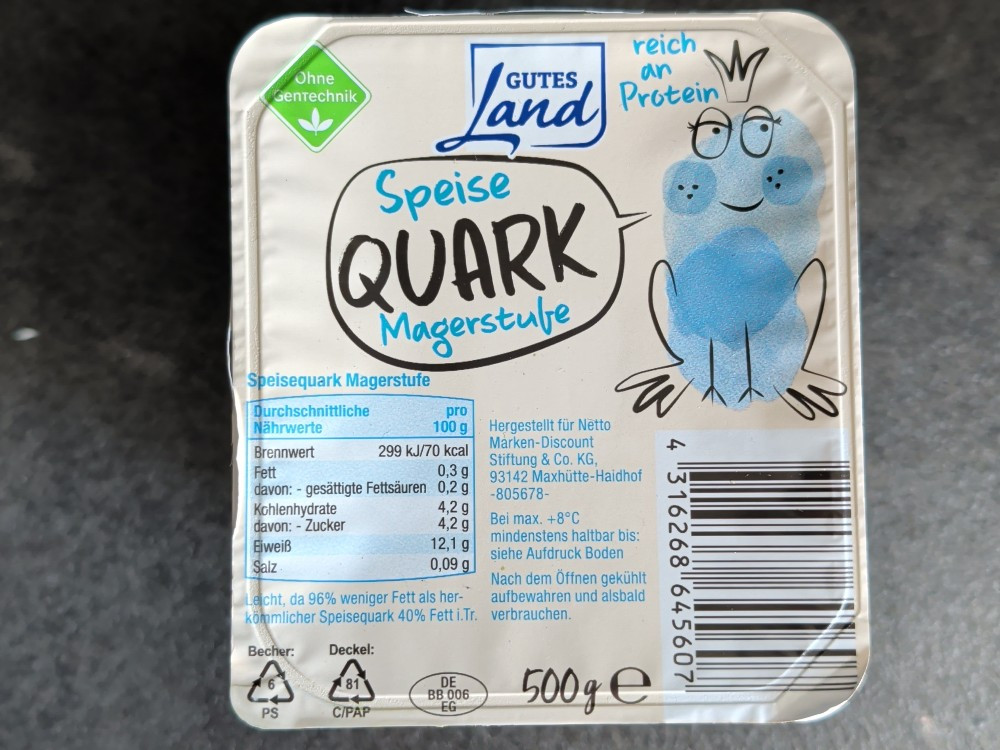 Ohne
GenTechnik
GUTES
Land
reich
an
Protein
Speise
QUARK
Magerstufe
Speisequark Magerstufe
Durchschnittliche Nährwerte pro 100 g
Brennwert 299 kJ/70 kcal
Fett 0,3 g
davon: - gesättigte Fettsäuren 0,2 g
Kohlenhydrate 4,2 g
davon: - Zucker 4,2 g
Eiweiß 12,1 g
Salz 0,09 g
Leicht, da 96% weniger Fett als her-
kömmlicher Speisequark 40% Fett i.Tr.
Hergestellt für Netto
Marken-Discount
Stiftung & Co. KG,
93142 Maxhütte-Haidhof
-805678-
Bei max. +8°C
mindestens haltbar bis:
siehe Aufdruck Boden
Nach dem Öffnen gekühlt
aufbewahren und alsbald
verbrauchen.
4 316268 645607
Becher:
6
PS
Deckel:
81
C/PAP
DE
BB 006
EG
500g e